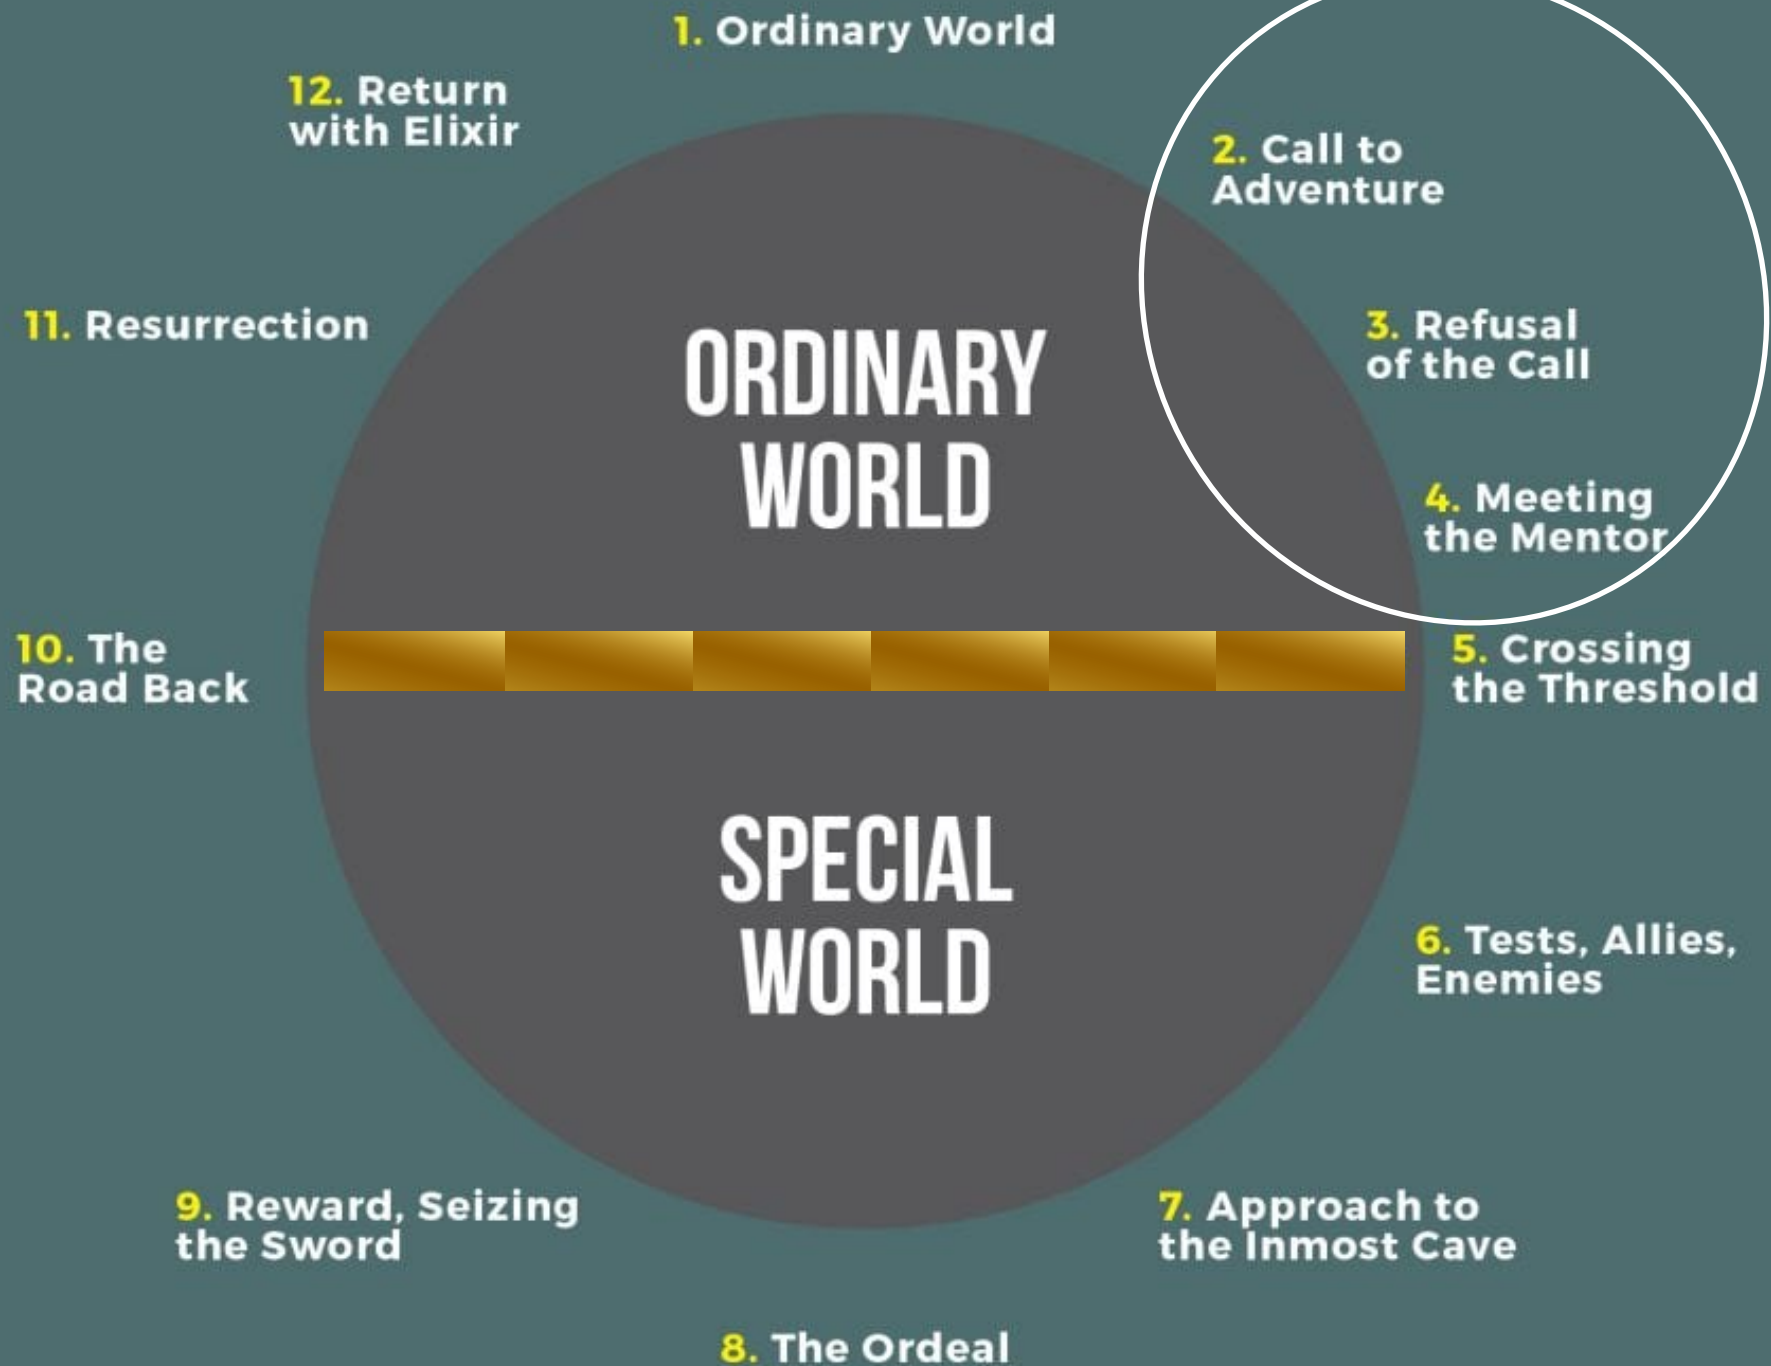 1. Ordinary World
12. Return
with Elixir
2. Call to
Adventure
11. Resurrection
3. Refusal
of the Call
ORDINARY
WORLD
4. Meeting
the Mentor
10. The
Road Back
5. Crossing
the Threshold
SPECIAL
WORLD
6. Tests, Allies,
Enemies
9. Reward, Seizing
the Sword
7. Approach to
the Inmost Cave
8. The Ordeal